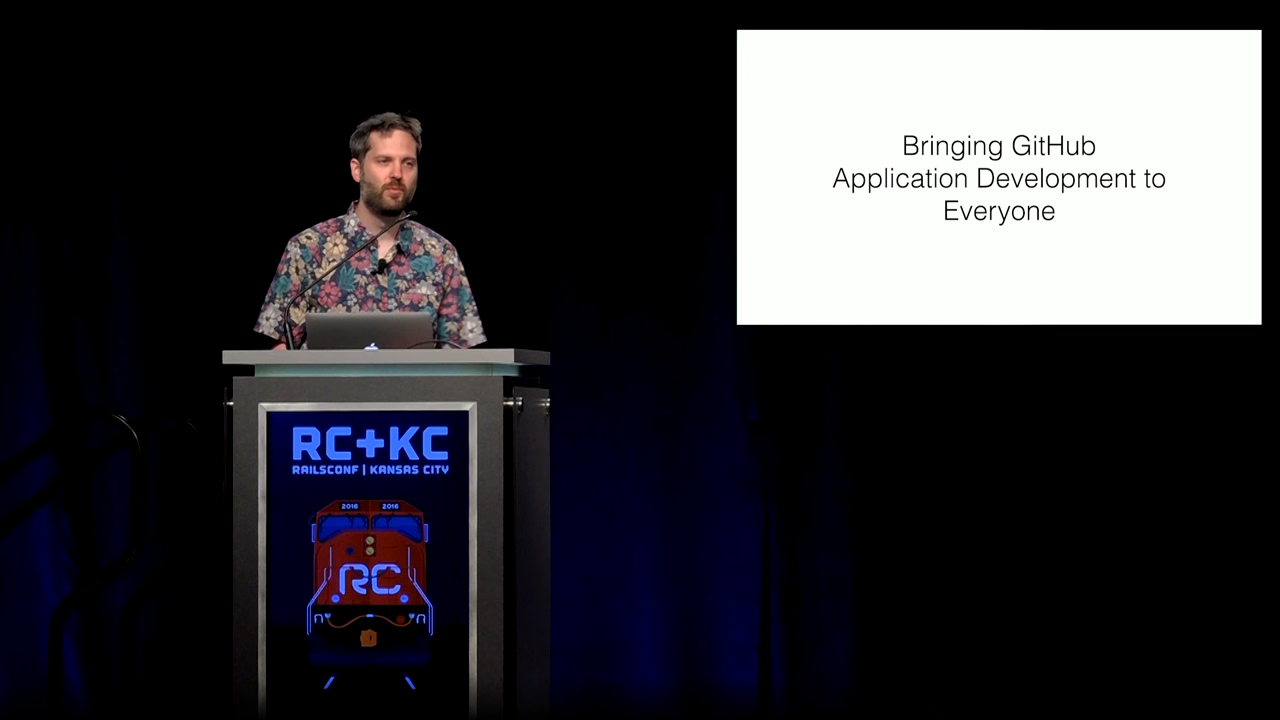 Bringing GitHub
Application Development to
Everyone
RC+KC
RAILSCONF | KANSAS CITY
2016 2016
RC